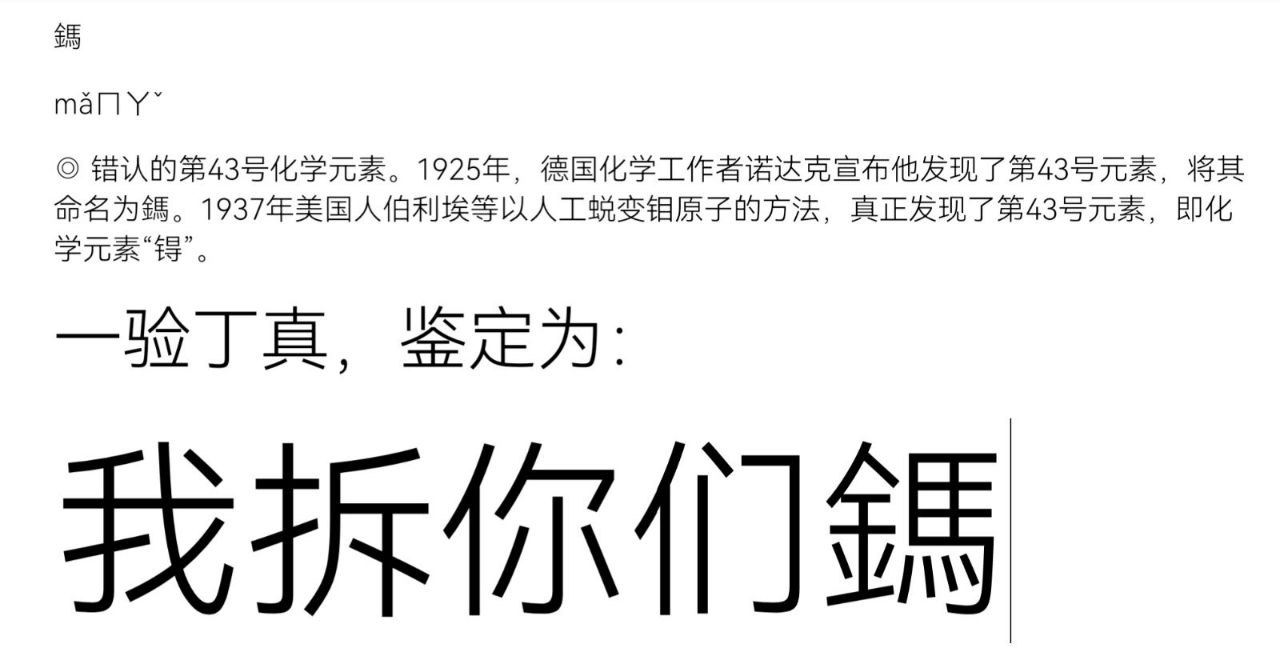 鎷
mǎㄇㄚˇ
◎ 错认的第43号化学元素。1925年，德国化学工作者诺达克宣布他发现了第43号元素，将其
命名为鎷。1937年美国人伯利埃等以人工蜕变钼原子的方法，真正发现了第43号元素，即化
学元素“锝”。
一验丁真，鉴定为：
我拆你们鎷